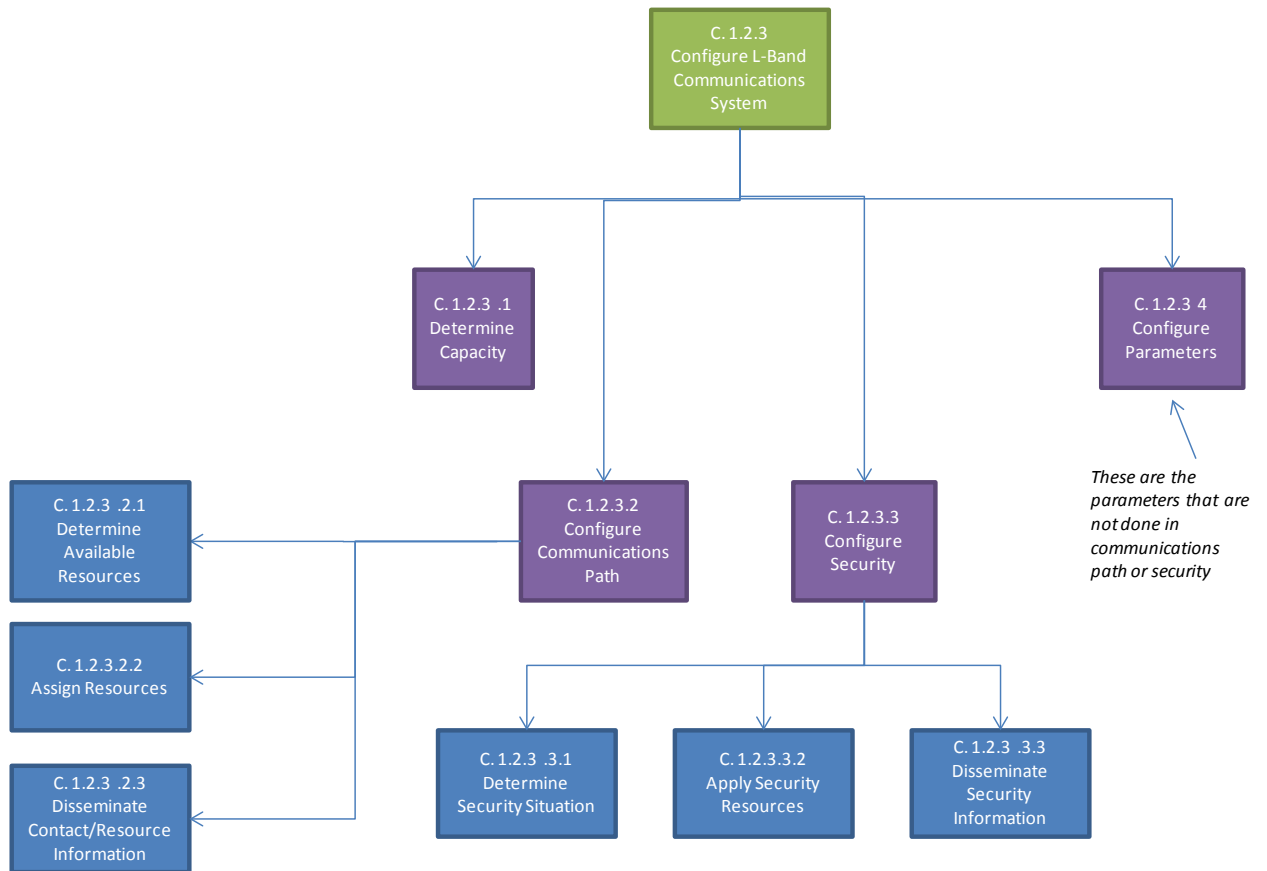 C. 1.2.3
Configure L-Band
Communications
System
C. 1.2.3 .1
Determine
Capacity
C. 1.2.3 4
Configure
Parameters
These are the
parameters that are
not done in
communications
path or security
C. 1.2.3 .2.1
Determine
Available
Resources
C. 1.2.3.2
Configure
Communications
Path
C. 1.2.3.3
Configure
Security
C. 1.2.3.2.2
Assign Resources
C. 1.2.3 .2.3
Disseminate
Contact/Resource
Information
C. 1.2.3 .3.1
Determine
Security Situation
C. 1.2.3.3.2
Apply Security
Resources
C. 1.2.3 .3.3
Disseminate
Security
Information